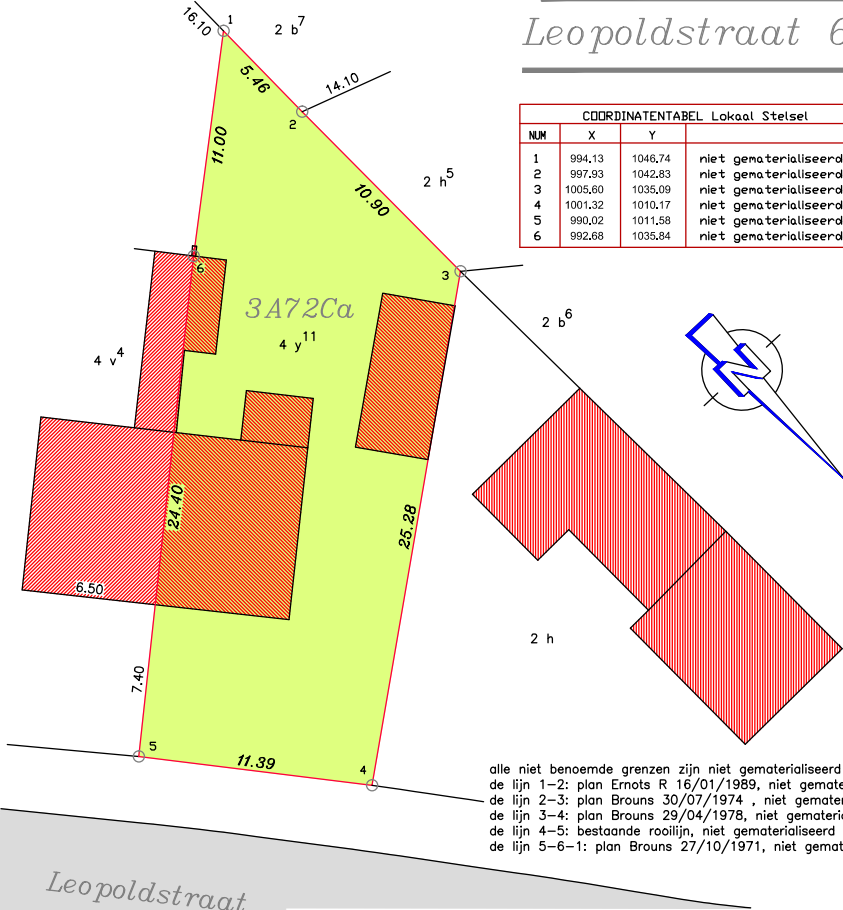 Leopoldstraat 6
COORDINATENTABEL Lokaal Stelsel
NUM X Y
1 994.13 1046.74 niet gematerialiseerd
2 997.93 1042.83 niet gematerialiseerd
3 1005.60 1035.09 niet gematerialiseerd
4 1001.32 1010.17 niet gematerialiseerd
5 990.02 1011.58 niet gematerialiseerd
6 992.68 1035.84 niet gematerialiseerd
16.10
1
2 b7
5.46
14.10
2
11.00
10.90
2 h5
3
6
3A72Ca
4 y11
4 v4
2 b6
N
24.40
25.28
6.50
7.40
2 h
5
11.39
4
alle niet benoemde grenzen zijn niet gematerialiseerd
de lijn 1-2: plan Ernots R 16/01/1989, niet gemate
de lijn 2-3: plan Brouns 30/07/1974 , niet gemater
de lijn 3-4: plan Brouns 29/04/1978, niet gemateri
de lijn 4-5: bestaande rooilijn, niet gematerialiseerd
de lijn 5-6-1: plan Brouns 27/10/1971, niet gemat
Leopoldstraat